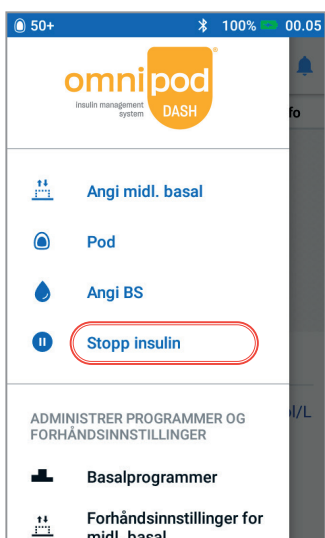 50+ 100% 00.05
omnipod
insulin management
system DASH
fo
Angi midl. basal
Pod
Angi BS
Stopp insulin
ol/L
ADMINISTRER PROGRAMMER OG
FORHÅNDSINNSTILLINGER
Basalprogrammer
Forhåndsinnstillinger for
midl. basal